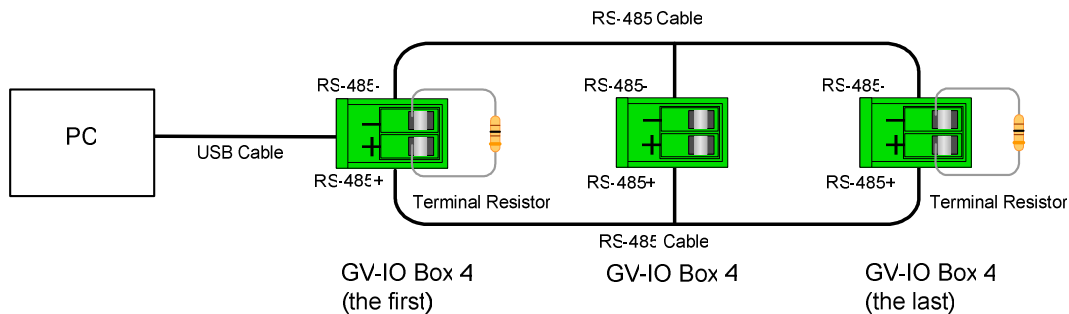 RS-485 Cable
RS-485-
RS-485-
RS-485-
PC
USB Cable
−
+
−
+
−
+
RS-485+
RS-485+
RS-485+
Terminal Resistor
Terminal Resistor
RS-485 Cable
GV-IO Box 4
(the first)
GV-IO Box 4
GV-IO Box 4
(the last)